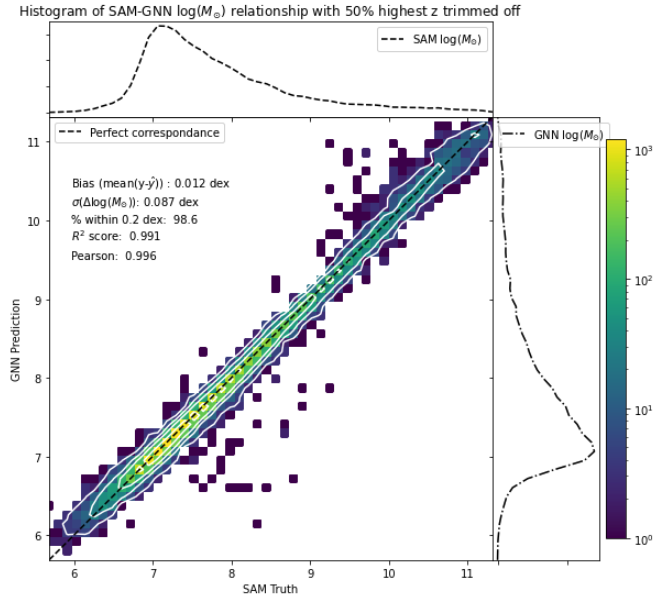 Histogram of SAM-GNN log(M⊙) relationship with 50% highest z trimmed off
SAM log(M⊙)
Perfect correspondance
GNN log(M⊙)
Bias (mean(y-ŷ)) : 0.012 dex
σ(Δlog(M⊙)): 0.087 dex
% within 0.2 dex: 98.6
R² score: 0.991
Pearson: 0.996
11
10
9
8
7
6
GNN Prediction
6 7 8 9 10 11
SAM Truth
10³
10²
10¹
10⁰